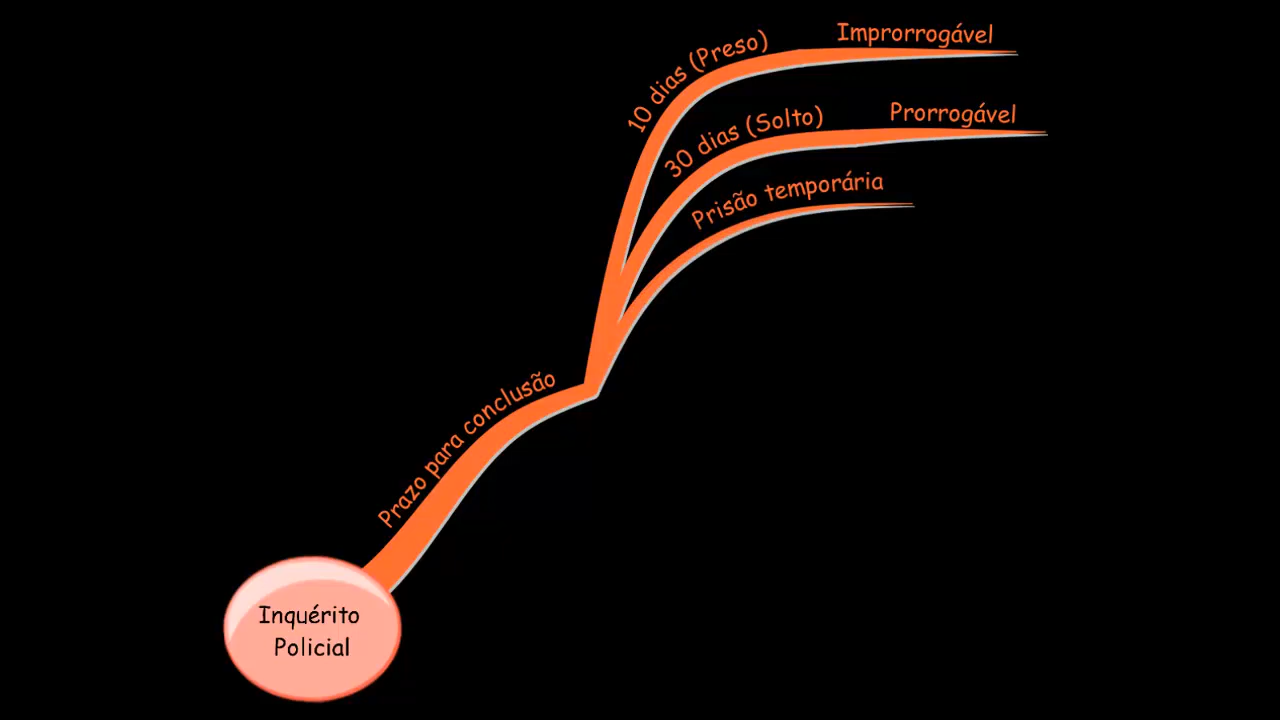 10 dias (Preso)
Improrrogável
30 dias (Solto)
Prorrogável
Prisão temporária
Prazo para conclusão
Inquérito
Policial